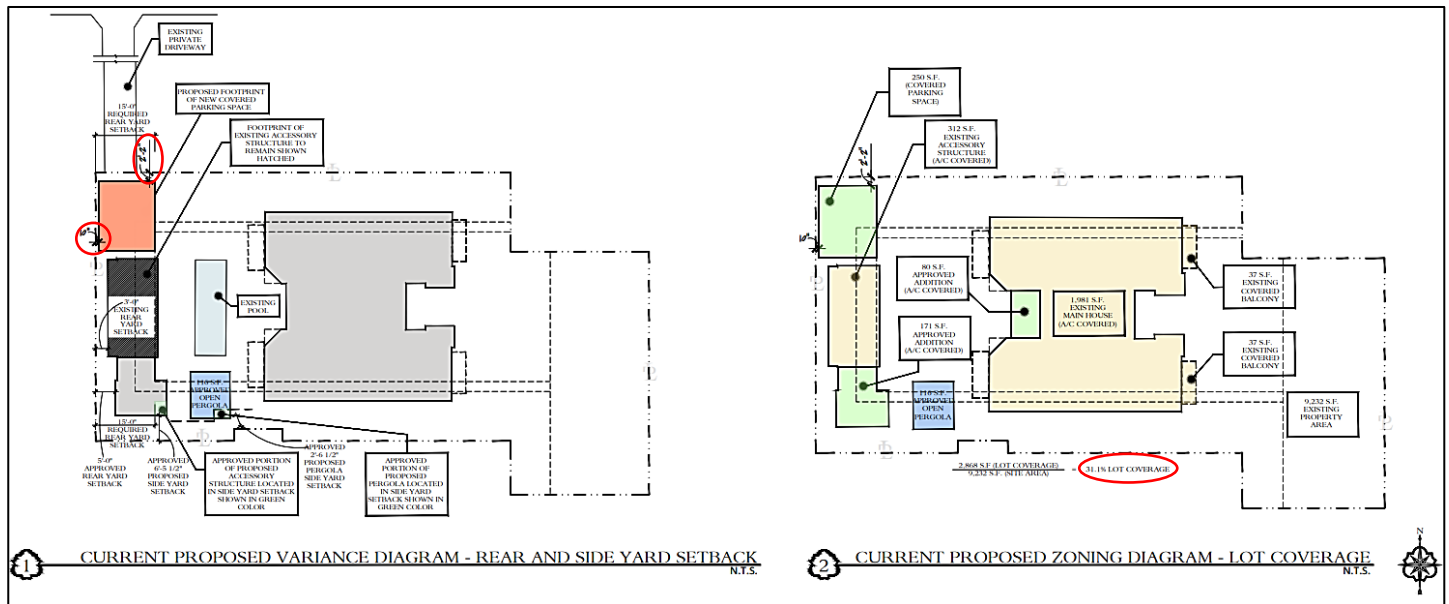 EXISTING
PRIVATE
DRIVEWAY
15'-0"
REQUIRED
REAR YARD
SETBACK
2'-2"
PROPOSED FOOTPRINT
OF NEW COVERED
PARKING SPACE
FOOTPRINT OF
EXISTING ACCESSORY
STRUCTURE TO
REMAIN SHOWN
HATCHED
6"
3'-0"
EXISTING
REAR
YARD
SETBACK
EXISTING
POOL
APPROVED
OPEN
PERGOLA
15'-0"
REQUIRED
REAR YARD
SETBACK
5'-0"
APPROVED
REAR YARD
SETBACK
APPROVED
6'-5 1/2"
PROPOSED
SIDE YARD
SETBACK
APPROVED PORTION
OF PROPOSED
ACCESSORY
STRUCTURE LOCATED
IN SIDE YARD SETBACK
SHOWN IN GREEN
COLOR
APPROVED
2'-6 1/2"
PROPOSED
PERGOLA
SIDE YARD
SETBACK
APPROVED
PORTION OF
PROPOSED
PERGOLA LOCATED
IN SIDE YARD
SETBACK SHOWN IN
GREEN COLOR
1
CURRENT PROPOSED VARIANCE DIAGRAM - REAR AND SIDE YARD SETBACK
N.T.S.
250 S.F.
(COVERED
PARKING
SPACE)
312 S.F.
EXISTING
ACCESSORY
STRUCTURE
(A/C COVERED)
2'-2"
6"
80 S.F.
APPROVED
ADDITION
(A/C COVERED)
171 S.F.
APPROVED
ADDITION
(A/C COVERED)
1,981 S.F.
EXISTING
MAIN HOUSE
(A/C COVERED)
37 S.F.
EXISTING
COVERED
BALCONY
37 S.F.
EXISTING
COVERED
BALCONY
APPROVED
OPEN
PERGOLA
9,232 S.F.
EXISTING
PROPERTY
AREA
2,868 S.F (LOT COVERAGE)
9,232 S.F. (SITE AREA)
= 31.1% LOT COVERAGE
2
CURRENT PROPOSED ZONING DIAGRAM - LOT COVERAGE
N.T.S.
N